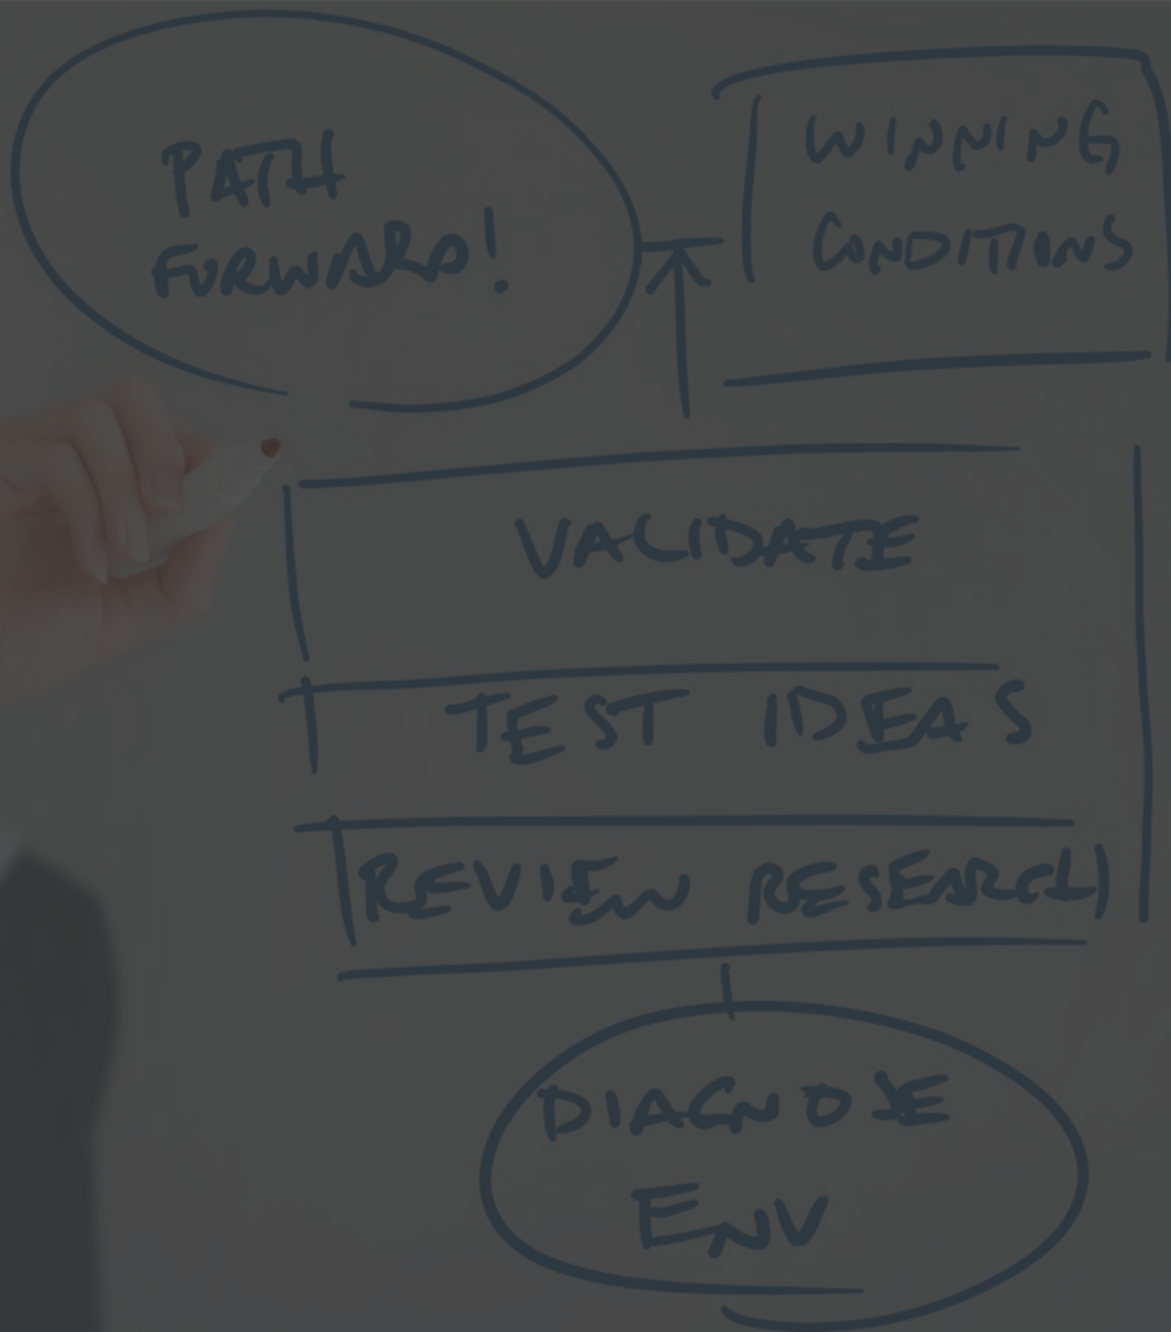 PATH
FORWARD!
WINNING
CONDITIONS
VALIDATE
TEST IDEAS
REVIEW RESEARCH
DIAGNOSE
ENV